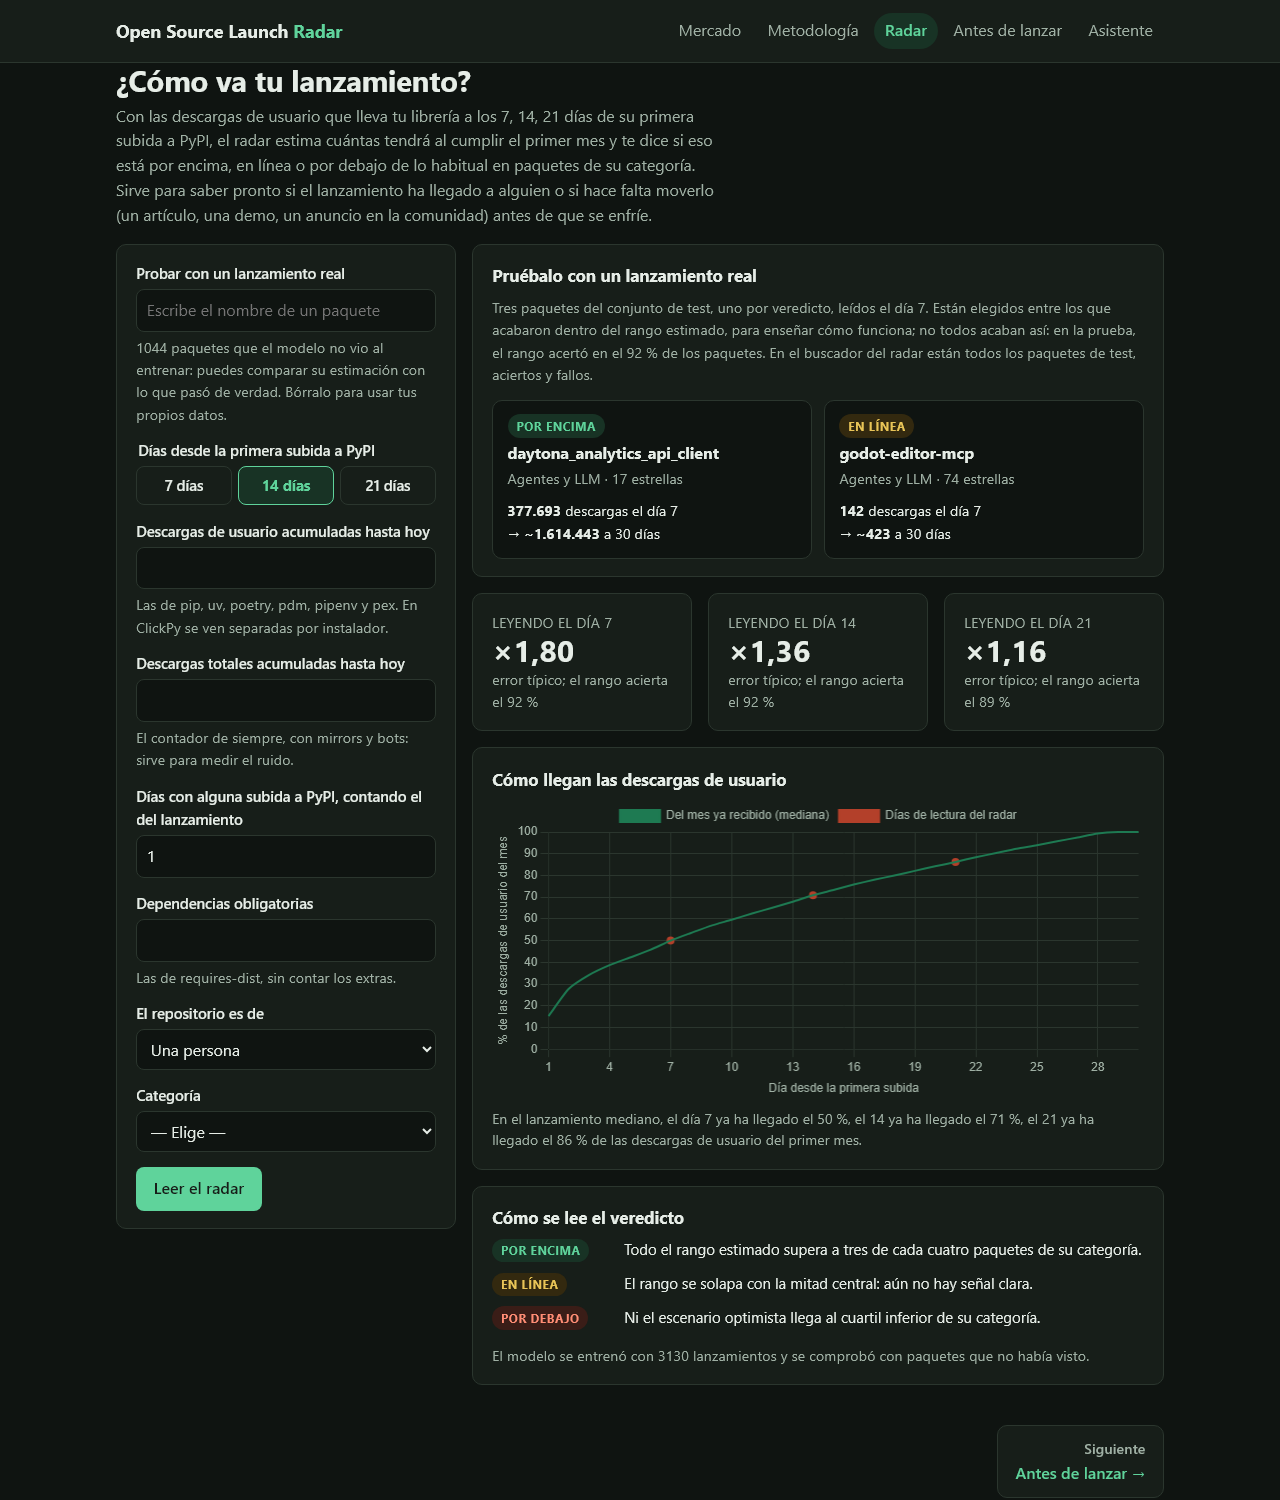 Open Source Launch Radar
Mercado
Metodología
Radar
Antes de lanzar
Asistente
¿Cómo va tu lanzamiento?
Con las descargas de usuario que lleva tu librería a los 7, 14, 21 días de su primera
subida a PyPI, el radar estima cuántas tendrá al cumplir el primer mes y te dice si eso
está por encima, en línea o por debajo de lo habitual en paquetes de su categoría.
Sirve para saber pronto si el lanzamiento ha llegado a alguien o si hace falta moverlo
(un artículo, una demo, un anuncio en la comunidad) antes de que se enfríe.
Probar con un lanzamiento real
Escribe el nombre de un paquete
1044 paquetes que el modelo no vio al
entrenar: puedes comparar su estimación con
lo que pasó de verdad. Bórralo para usar tus
propios datos.
Días desde la primera subida a PyPI
7 días
14 días
21 días
Descargas de usuario acumuladas hasta hoy
Las de pip, uv, poetry, pdm, pipenv y pex. En
ClickPy se ven separadas por instalador.
Descargas totales acumuladas hasta hoy
El contador de siempre, con mirrors y bots:
sirve para medir el ruido.
Días con alguna subida a PyPI, contando el
del lanzamiento
1
Dependencias obligatorias
Las de requires-dist, sin contar los extras.
El repositorio es de
Una persona
Categoría
— Elige —
Leer el radar
Pruébalo con un lanzamiento real
Tres paquetes del conjunto de test, uno por veredicto, leídos el día 7. Están elegidos entre los que
acabaron dentro del rango estimado, para enseñar cómo funciona; no todos acaban así: en la prueba,
el rango acertó en el 92 % de los paquetes. En el buscador del radar están todos los paquetes de test,
aciertos y fallos.
POR ENCIMA
daytona_analytics_api_client
Agentes y LLM · 17 estrellas
377.693 descargas el día 7
→ ~1.614.443 a 30 días
EN LÍNEA
godot-editor-mcp
Agentes y LLM · 74 estrellas
142 descargas el día 7
→ ~423 a 30 días
LEYENDO EL DÍA 7
×1,80
error típico; el rango acierta
el 92 %
LEYENDO EL DÍA 14
×1,36
error típico; el rango acierta
el 92 %
LEYENDO EL DÍA 21
×1,16
error típico; el rango acierta
el 89 %
Cómo llegan las descargas de usuario
Del mes ya recibido (mediana)
Días de lectura del radar
% de las descargas de usuario del mes
100
90
80
70
60
50
40
30
20
10
0
1
4
7
10
13
16
19
22
25
28
Día desde la primera subida
En el lanzamiento mediano, el día 7 ya ha llegado el 50 %, el 14 ya ha llegado el 71 %, el 21 ya ha
llegado el 86 % de las descargas de usuario del primer mes.
Cómo se lee el veredicto
POR ENCIMA
Todo el rango estimado supera a tres de cada cuatro paquetes de su categoría.
EN LÍNEA
El rango se solapa con la mitad central: aún no hay señal clara.
POR DEBAJO
Ni el escenario optimista llega al cuartil inferior de su categoría.
El modelo se entrenó con 3130 lanzamientos y se comprobó con paquetes que no había visto.
Siguiente
Antes de lanzar →